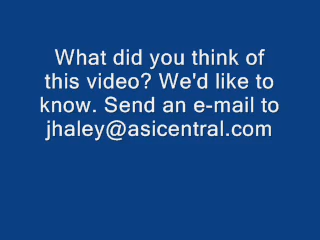 What did you think of
this video? We'd like to
know. Send an e-mail to
jhaley@asicentral.com